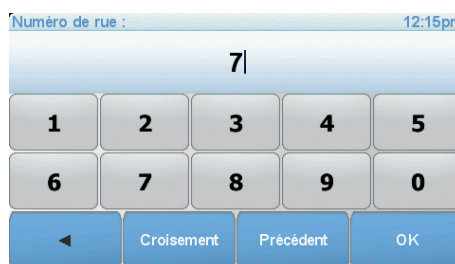 Numéro de rue : 12:15pm
7
1 2 3 4 5
6 7 8 9 0
◄ Croisement Précédent OK